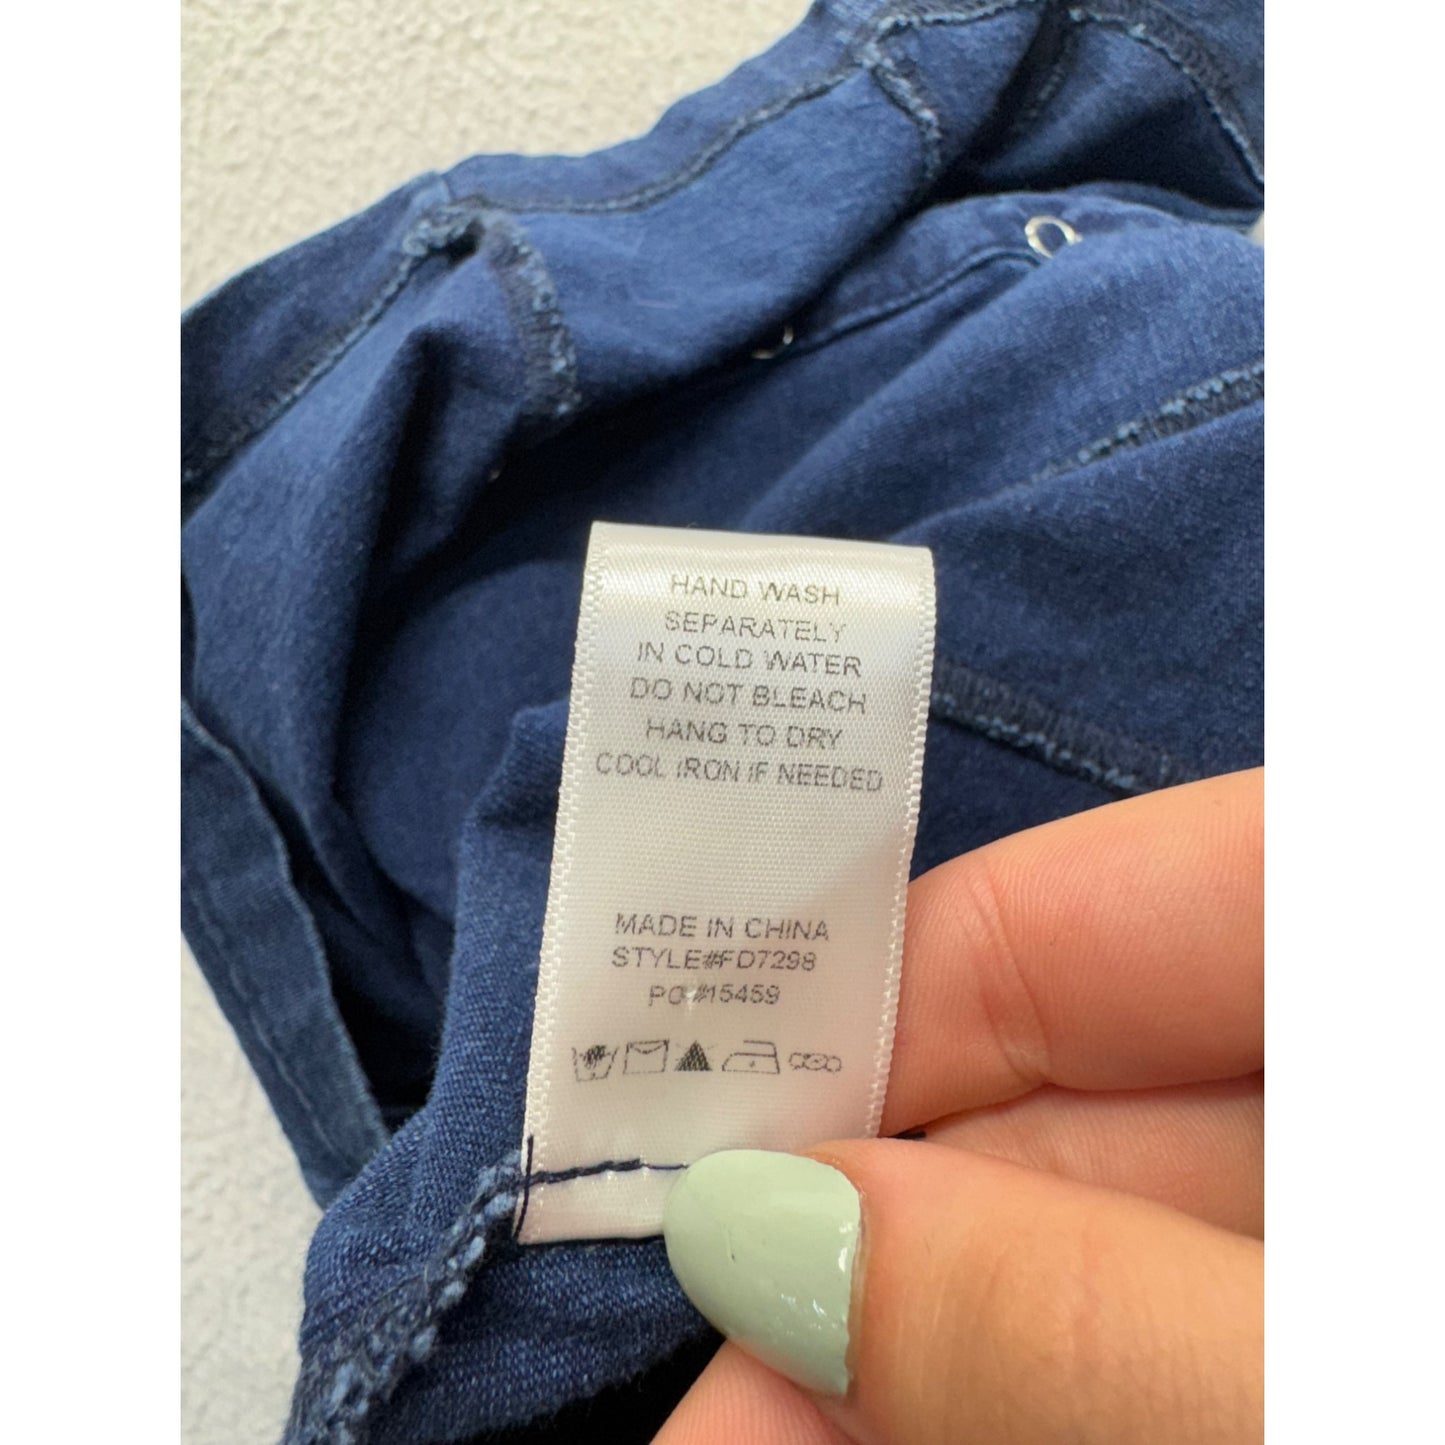 HAND WASH
SEPARATELY
IN COLD WATER
DO NOT BLEACH
HANG TO DRY
COOL IRON IF NEEDED
MADE IN CHINA
STYLE#FD7298
PO #15459